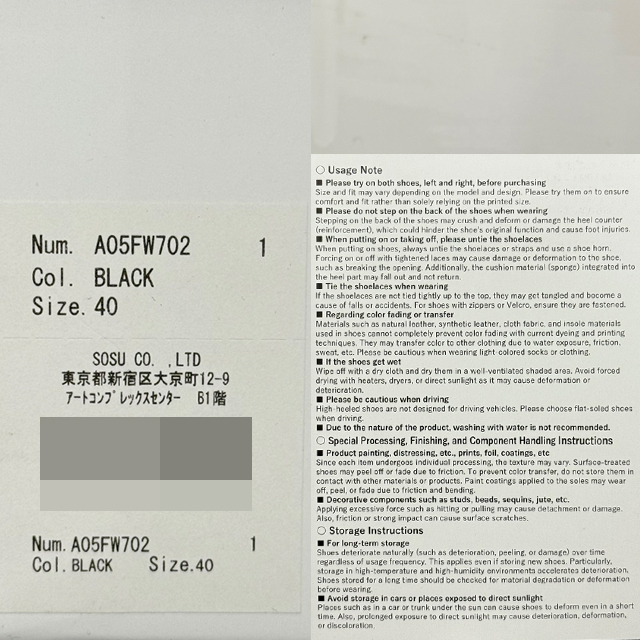 Num. A05FW702 1
Col. BLACK
Size. 40
SOSU CO. ,LTD
東京都新宿区大京町12-9
アートコンプレックスセンター B1階
Num. A05FW702 1
Col. BLACK Size. 40
○ Usage Note
■ Please try on both shoes, left and right, before purchasing
Size and fit may vary depending on the model and design. Please try them on to ensure
comfort and fit rather than solely relying on the printed size.
■ Please do not step on the back of the shoes when wearing
Stepping on the back of the shoes may crush and deform or damage the heel counter
(reinforcement), which could hinder the shoe's original function and cause foot injuries.
■ When putting on or taking off, please untie the shoelaces
When putting on shoes, always untie the shoelaces or straps and use a shoe horn.
Forcing on or off with tightened laces may cause damage or deformation to the shoe,
such as breaking the opening. Additionally, the cushion material (sponge) integrated into
the heel part may fall out and not return.
■ Tie the shoelaces when wearing
If the shoelaces are not tied tightly up to the top, they may get tangled and become a
cause of falls or accidents. For shoes with zippers or Velcro, ensure they are fastened.
■ Regarding color fading or transfer
Materials such as natural leather, synthetic leather, cloth fabric, and insole materials
used in shoes cannot completely prevent color fading with current dyeing and printing
techniques. They may transfer color to other clothing due to water exposure, friction,
sweat, etc. Please be cautious when wearing light-colored socks or clothing.
■ If the shoes get wet
Wipe off with a dry cloth and dry them in a well-ventilated shaded area. Avoid forced
drying with heaters, dryers, or direct sunlight as it may cause deformation or
deterioration.
■ Please be cautious when driving
High-heeled shoes are not designed for driving vehicles. Please choose flat-soled shoes
when driving.
■ Due to the nature of the product, washing with water is not recommended.
○ Special Processing, Finishing, and Component Handling Instructions
■ Product painting, distressing, etc., prints, foil, coatings, etc
Since each item undergoes individual processing, the texture may vary. Surface-treated
shoes may peel off or fade due to friction. To prevent color transfer, do not store them in
contact with other materials or products. Paint coatings applied to the soles may wear
off, peel, or fade due to friction and bending.
■ Decorative components such as studs, beads, sequins, jute, etc.
Applying excessive force such as hitting or pulling may cause detachment or damage.
Also, friction or strong impact can cause surface scratches.
○ Storage Instructions
■ For long-term storage
Shoes deteriorate naturally (such as deterioration, peeling, or damage) over time
regardless of usage frequency. This applies even if storing new shoes. Particularly,
storage in high-temperature and high-humidity environments accelerates deterioration.
Shoes stored for a long time should be checked for material degradation or deformation
before wearing.
■ Avoid storage in cars or places exposed to direct sunlight
Places such as in a car or trunk under the sun can cause shoes to deform even in a short
time. Also, prolonged exposure to direct sunlight may cause deterioration, deformation,
or discoloration.